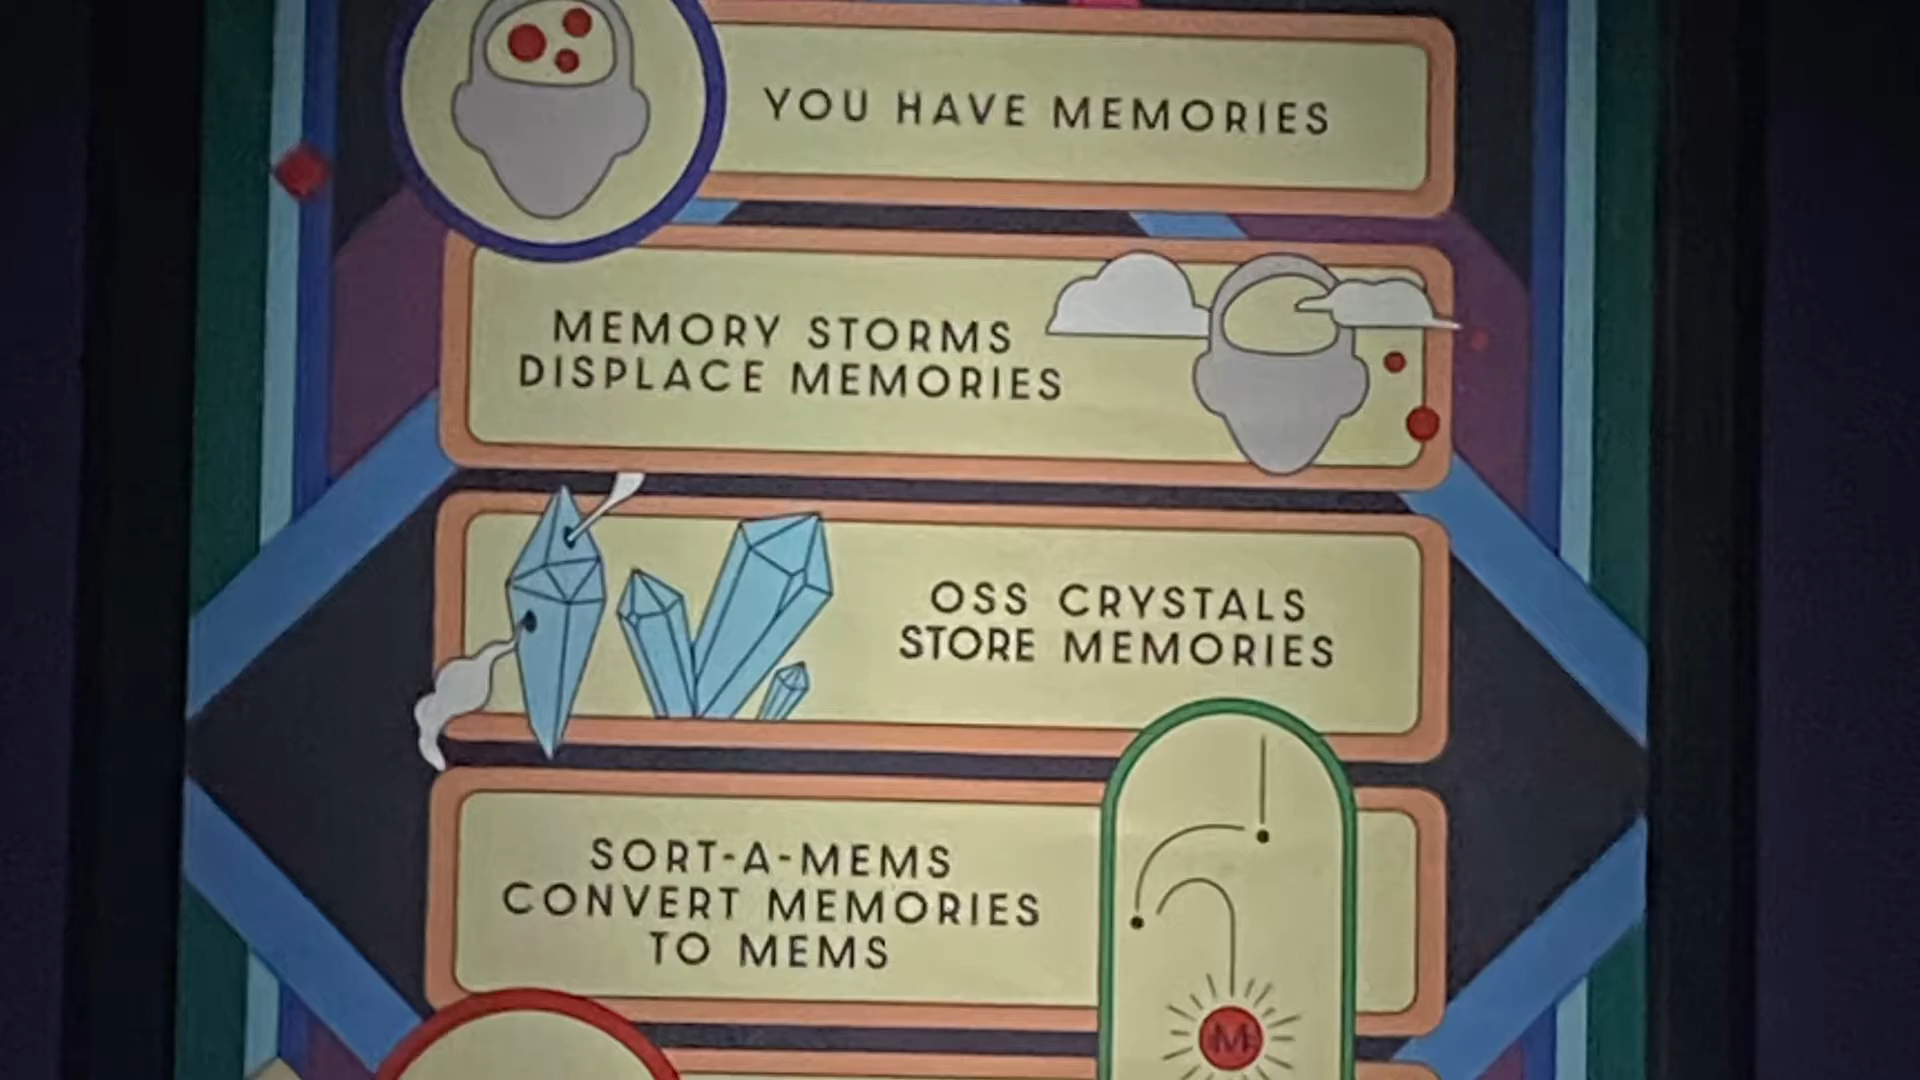 YOU HAVE MEMORIES
MEMORY STORMS
DISPLACE MEMORIES
OSS CRYSTALS
STORE MEMORIES
SORT-A-MEMS
CONVERT MEMORIES
TO MEMS
M